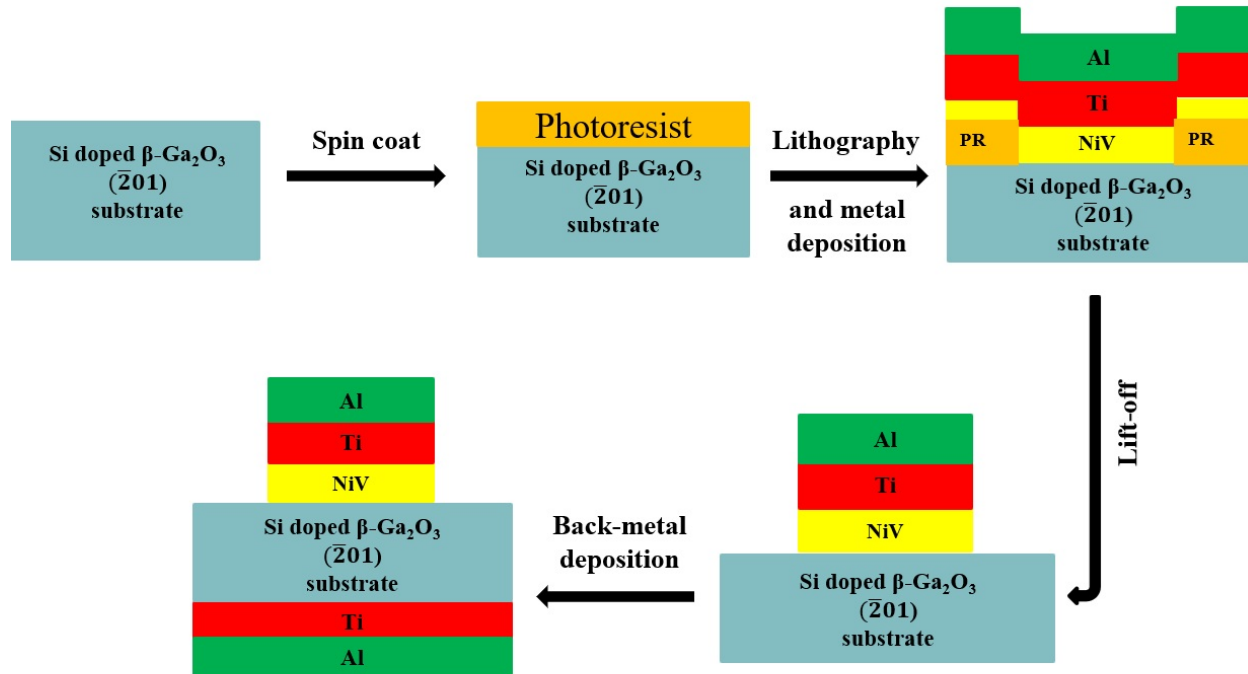 Si doped β-Ga₂O₃
(2̅01)
substrate
Spin coat
Photoresist
Si doped β-Ga₂O₃
(2̅01)
substrate
Lithography
and metal
deposition
Al
Ti
NiV
PR
PR
Si doped β-Ga₂O₃
(2̅01)
substrate
Lift-off
Al
Ti
NiV
Si doped β-Ga₂O₃
(2̅01)
substrate
Back-metal
deposition
Al
Ti
NiV
Si doped β-Ga₂O₃
(2̅01)
substrate
Ti
Al